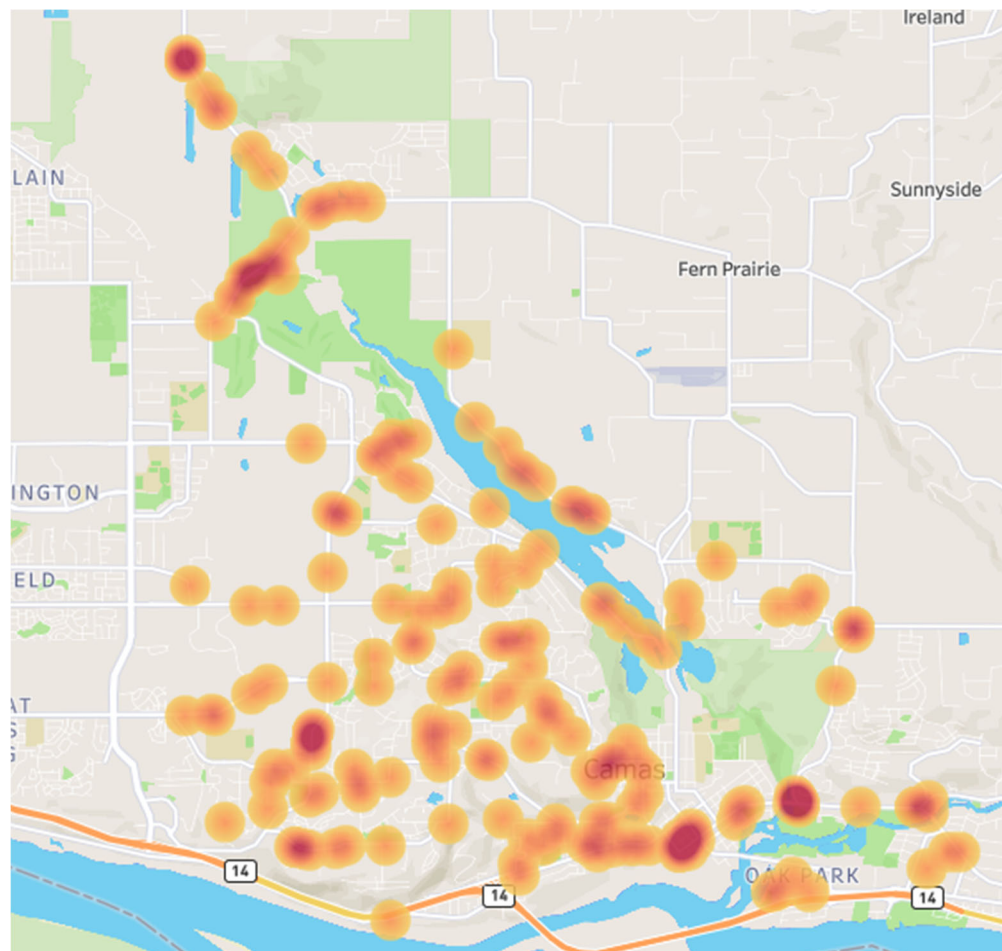 Ireland
LAIN
Sunnyside
Fern Prairie
INGTON
ELD
AT
S
Camas
14
14
OAK PARK
14